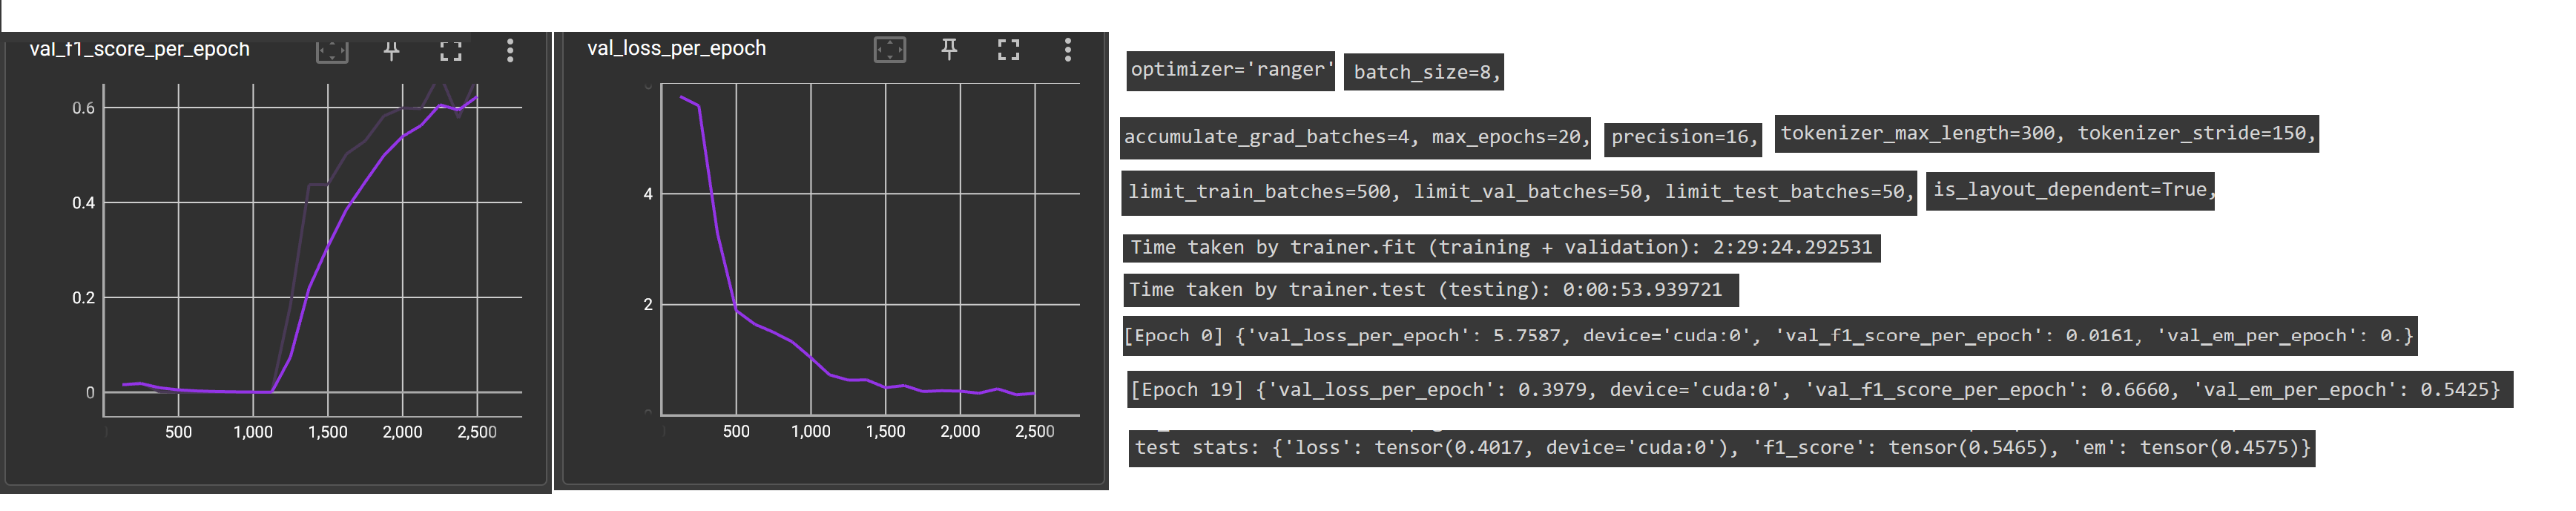 val_f1_score_per_epoch
0.6
0.4
0.2
0
500 1,000 1,500 2,000 2,500
val_loss_per_epoch
4
2
500 1,000 1,500 2,000 2,500
optimizer='ranger' batch_size=8,
accumulate_grad_batches=4, max_epochs=20, precision=16, tokenizer_max_length=300, tokenizer_stride=150,
limit_train_batches=500, limit_val_batches=50, limit_test_batches=50, is_layout_dependent=True,
Time taken by trainer.fit (training + validation): 2:29:24.292531
Time taken by trainer.test (testing): 0:00:53.939721
[Epoch 0] {'val_loss_per_epoch': 5.7587, device='cuda:0', 'val_f1_score_per_epoch': 0.0161, 'val_em_per_epoch': 0.}
[Epoch 19] {'val_loss_per_epoch': 0.3979, device='cuda:0', 'val_f1_score_per_epoch': 0.6660, 'val_em_per_epoch': 0.5425}
test stats: {'loss': tensor(0.4017, device='cuda:0'), 'f1_score': tensor(0.5465), 'em': tensor(0.4575)}